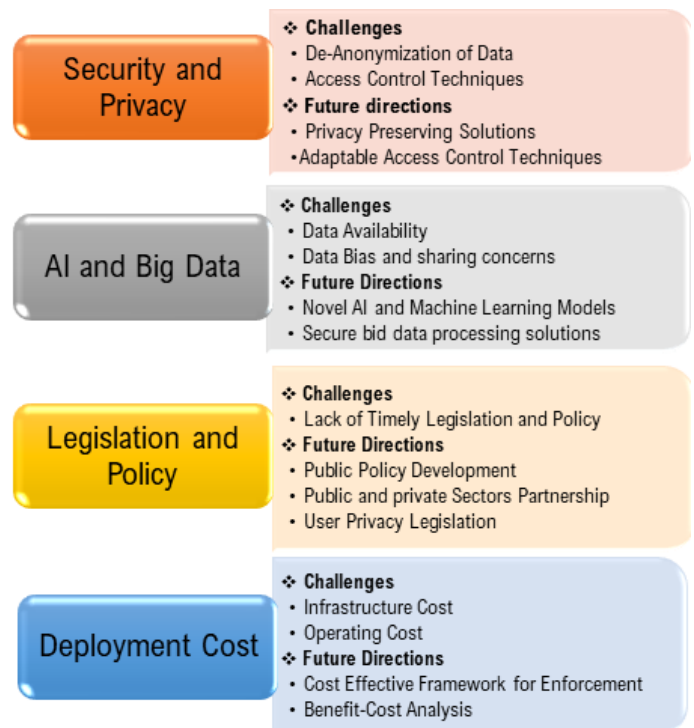 Security and
Privacy
❖ Challenges
• De-Anonymization of Data
• Access Control Techniques
❖ Future directions
• Privacy Preserving Solutions
•Adaptable Access Control Techniques
AI and Big Data
❖ Challenges
• Data Availability
• Data Bias and sharing concerns
❖ Future Directions
• Novel AI and Machine Learning Models
• Secure bid data processing solutions
Legislation and
Policy
❖ Challenges
• Lack of Timely Legislation and Policy
❖ Future Directions
• Public Policy Development
• Public and private Sectors Partnership
• User Privacy Legislation
Deployment Cost
❖ Challenges
• Infrastructure Cost
• Operating Cost
❖ Future Directions
• Cost Effective Framework for Enforcement
• Benefit-Cost Analysis